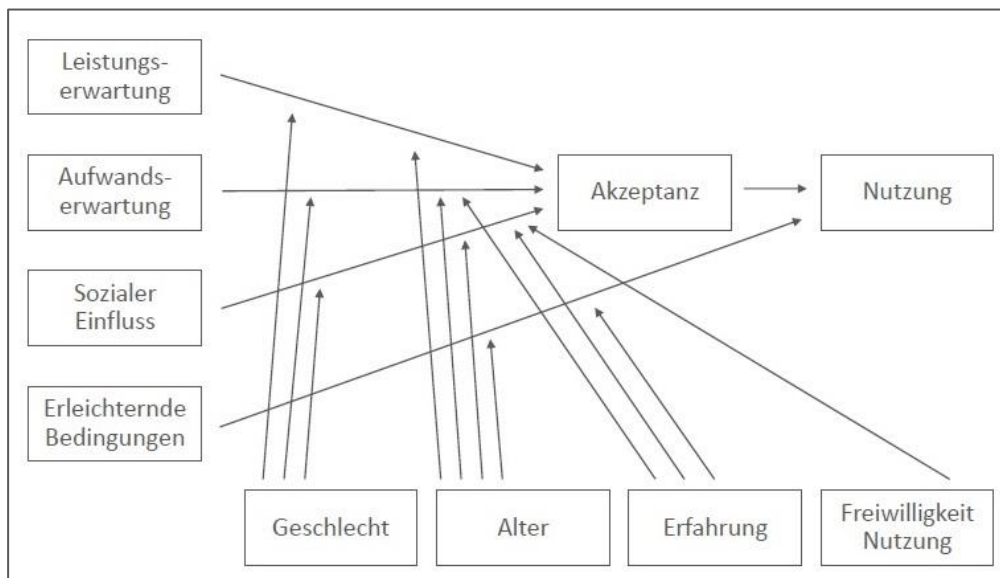 Leistungs-
erwartung
Aufwands-
erwartung
Akzeptanz
Nutzung
Sozialer
Einfluss
Erleichternde
Bedingungen
Geschlecht
Alter
Erfahrung
Freiwilligkeit
Nutzung